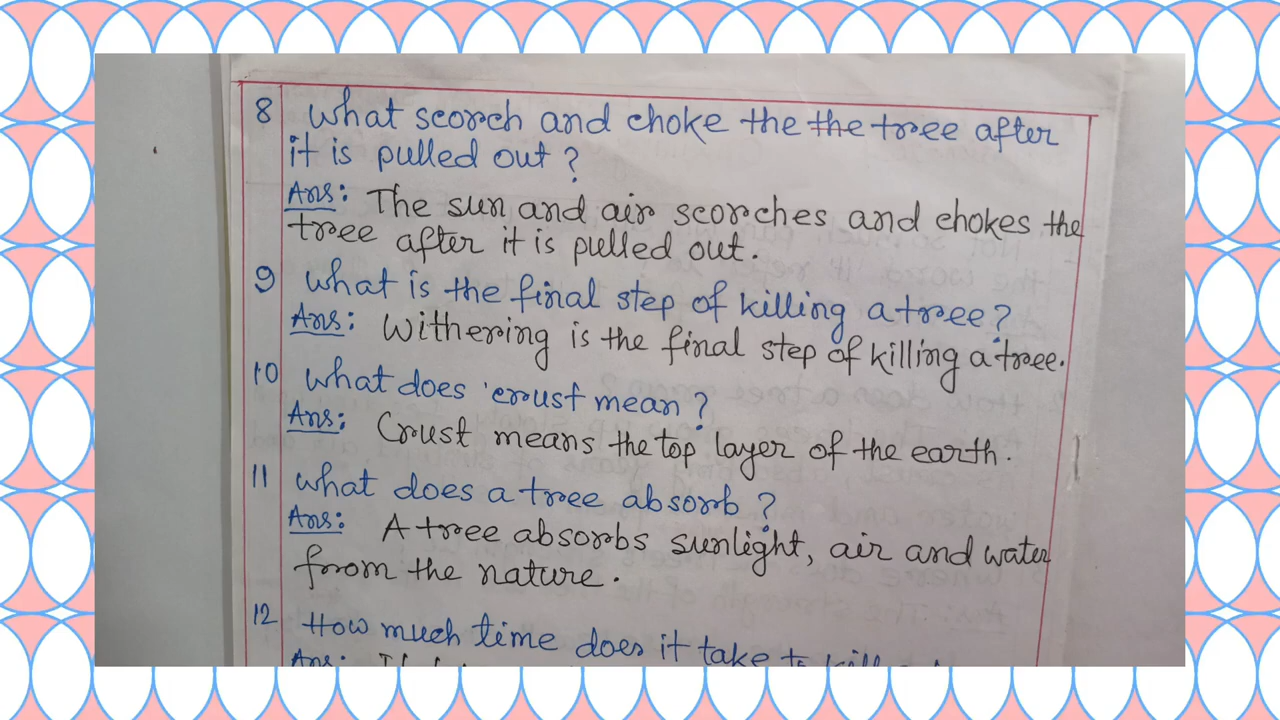 8 What scorch and choke the the tree after
it is pulled out ?
Ans: The sun and air scorches and chokes the
tree after it is pulled out.
9 What is the final step of killing a tree ?
Ans: Withering is the final step of killing a tree.
10 What does 'crust mean ?
Ans: Crust means the top layer of the earth.
11 What does a tree absorb ?
Ans: A tree absorbs sunlight, air and water
from the nature.
12 How much time does it take to kill
Ans: